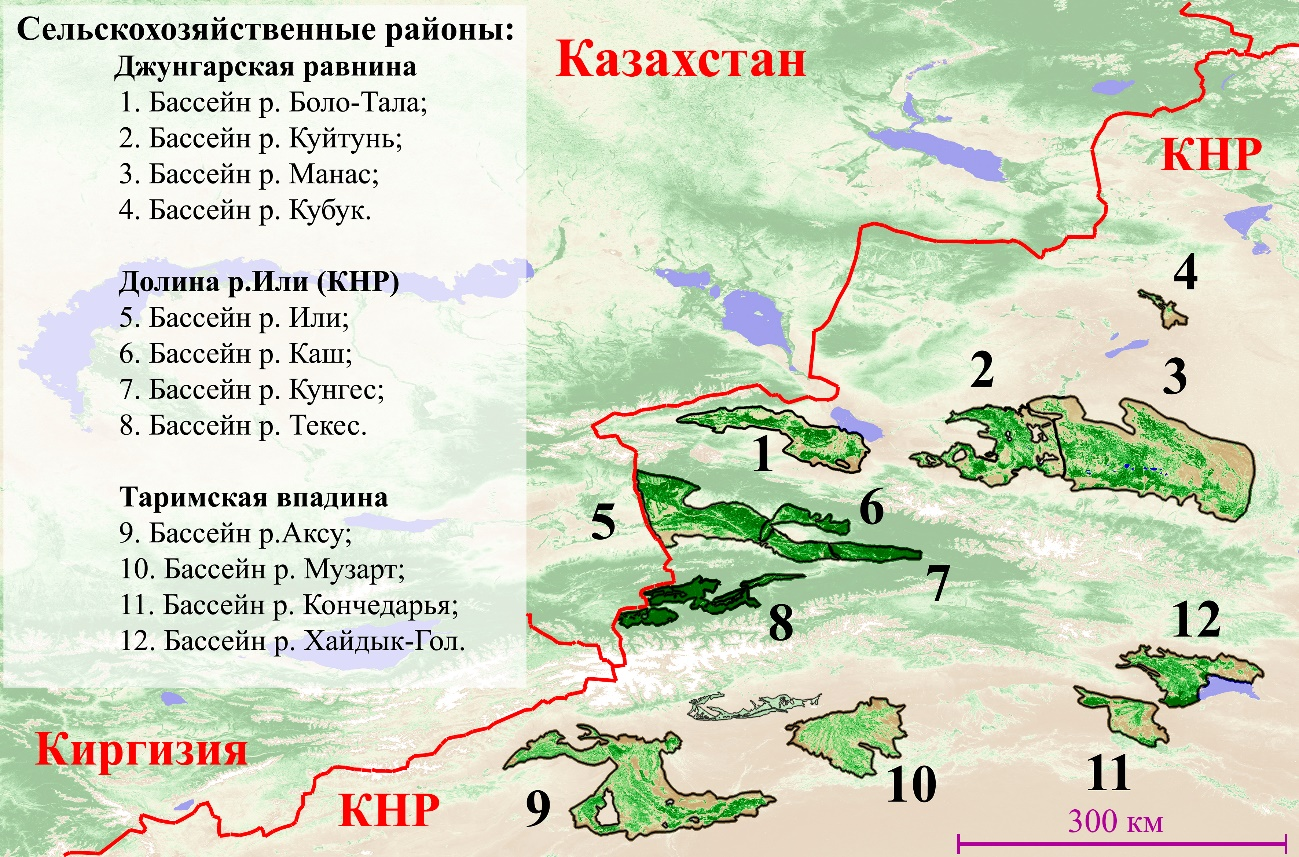 Сельскохозяйственные районы:
Джунгарская равнина
1. Бассейн р. Боло-Тала;
2. Бассейн р. Куйтунь;
3. Бассейн р. Манас;
4. Бассейн р. Кубук.
Долина р.Или (КНР)
5. Бассейн р. Или;
6. Бассейн р. Каш;
7. Бассейн р. Кунгес;
8. Бассейн р. Текес.
Таримская впадина
9. Бассейн р.Аксу;
10. Бассейн р. Музарт;
11. Бассейн р. Кончедарья;
12. Бассейн р. Хайдык-Гол.
Казахстан
КНР
4
2
3
1
6
5
7
8
12
Киргизия
11
10
КНР
9
300 км